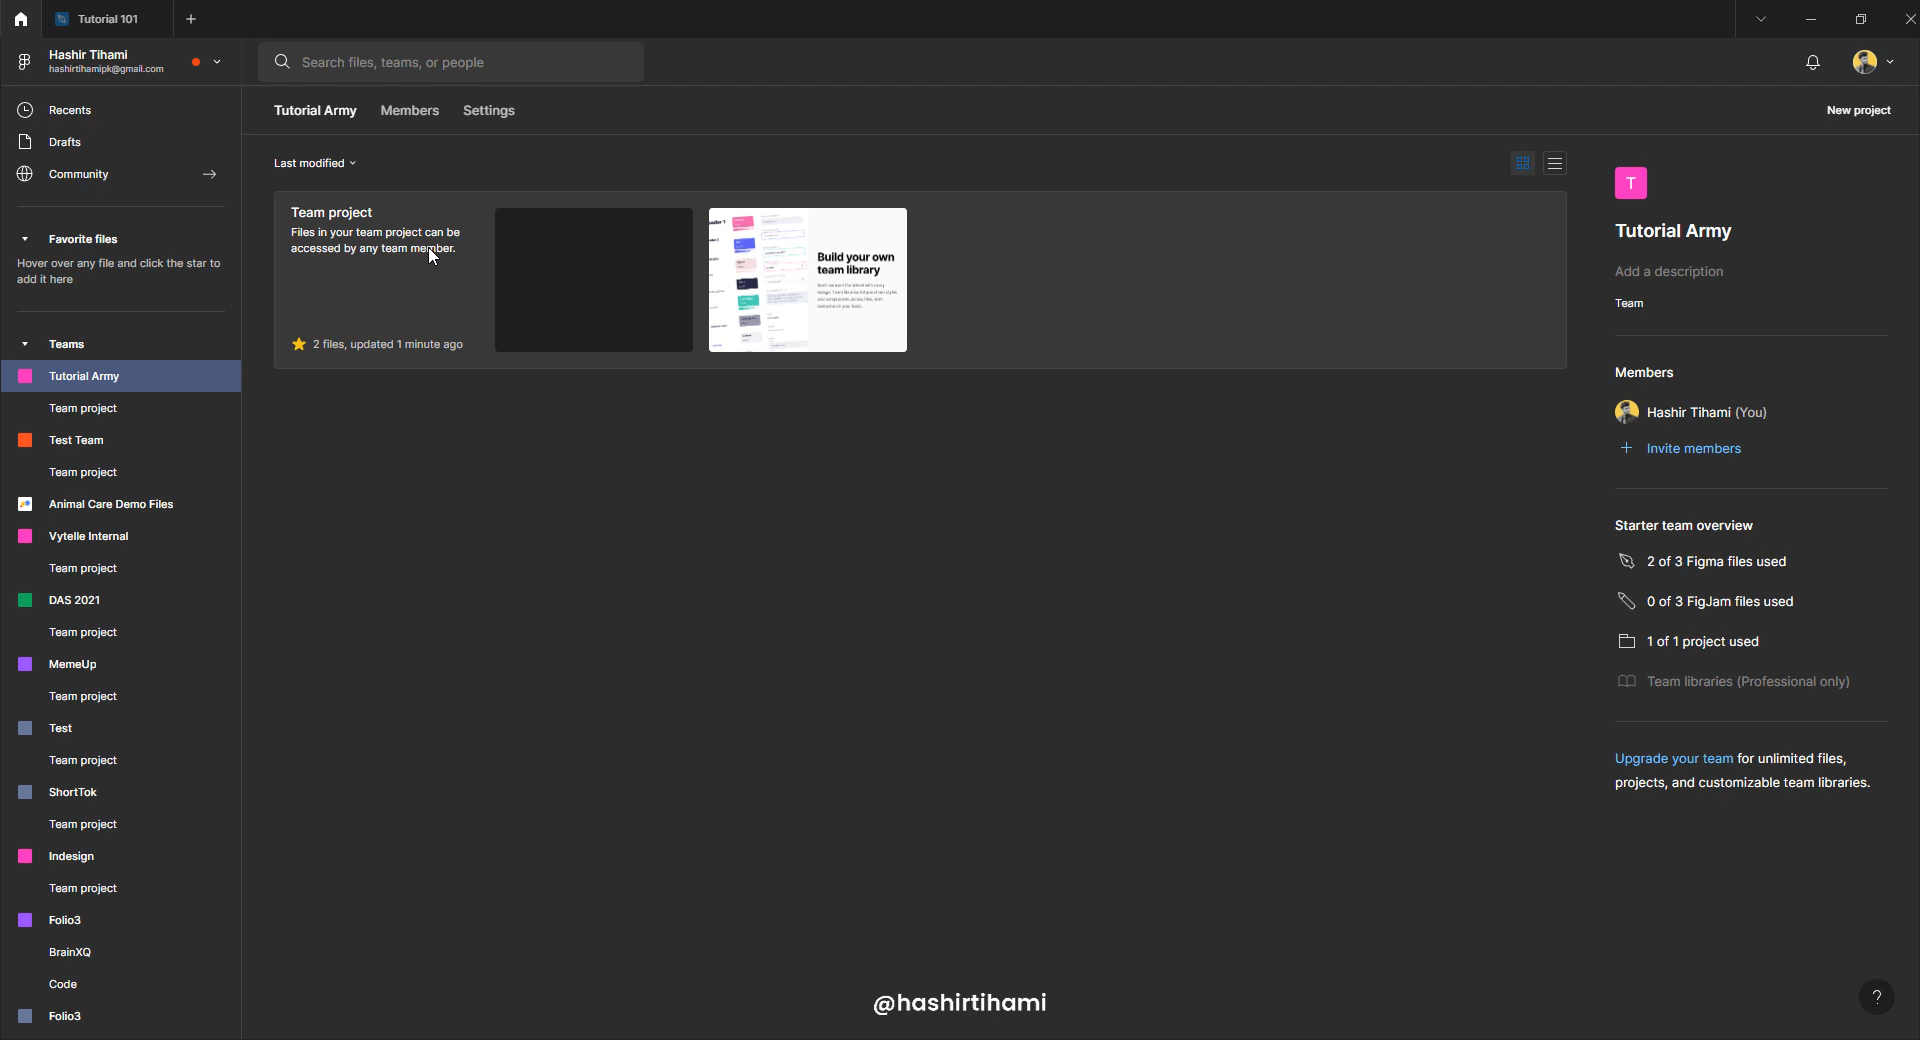 Tutorial 101
Hashir Tihami
hashirtihamipk@gmail.com
Search files, teams, or people
Recents
Drafts
Community
Favorite files
Hover over any file and click the star to
add it here
Teams
Tutorial Army
Team project
Test Team
Team project
Animal Care Demo Files
Vytelle Internal
Team project
DAS 2021
Team project
MemeUp
Team project
Test
Team project
ShortTok
Team project
Indesign
Team project
Folio3
BrainXQ
Code
Folio3
Tutorial Army Members Settings
New project
Last modified
Team project
Files in your team project can be
accessed by any team member.
2 files, updated 1 minute ago
Build your own
team library
T
Tutorial Army
Add a description
Team
Members
Hashir Tihami (You)
+ Invite members
Starter team overview
2 of 3 Figma files used
0 of 3 FigJam files used
1 of 1 project used
Team libraries (Professional only)
Upgrade your team for unlimited files,
projects, and customizable team libraries.
@hashirtihami
?